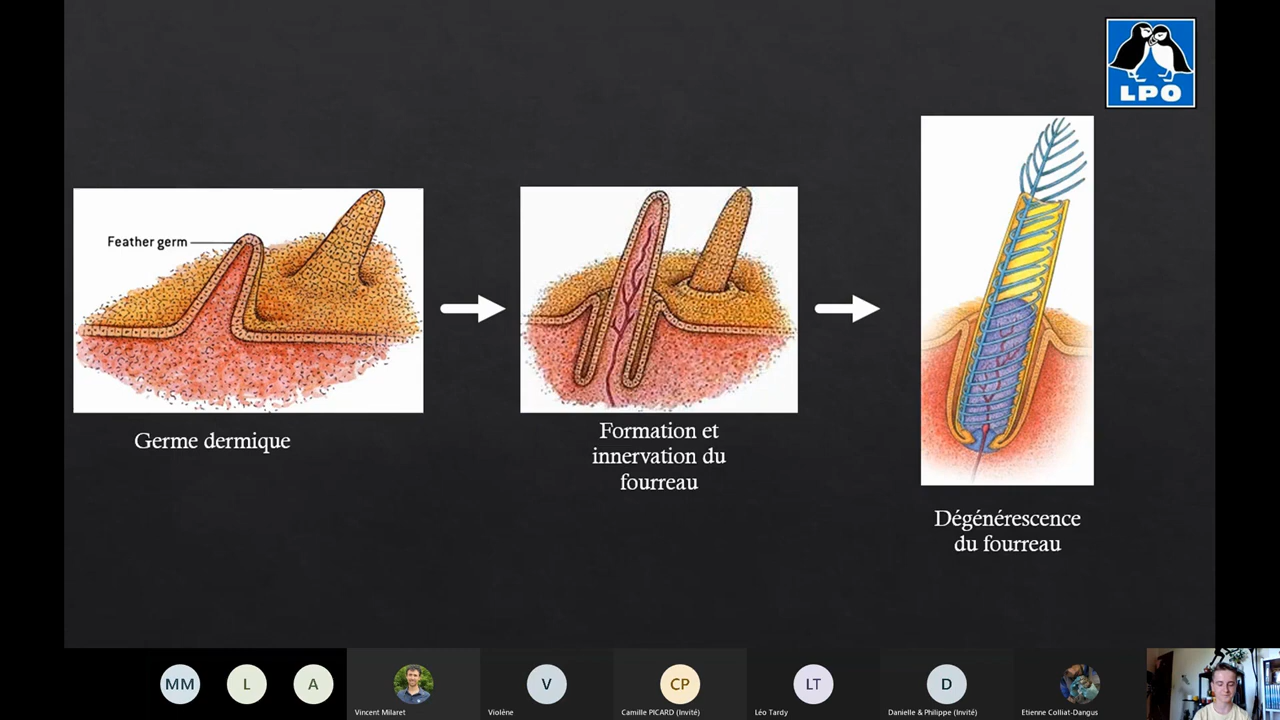 LPO
Feather germ
Germe dermique
Formation et
innervation du
fourreau
Dégénérescence
du fourreau
MM
L
A
V
CP
LT
D
Vincent Milaret
Violène
Camille PICARD (Invité)
Léo Tardy
Danielle & Philippe (Invité)
Etienne Colliat-Dangus